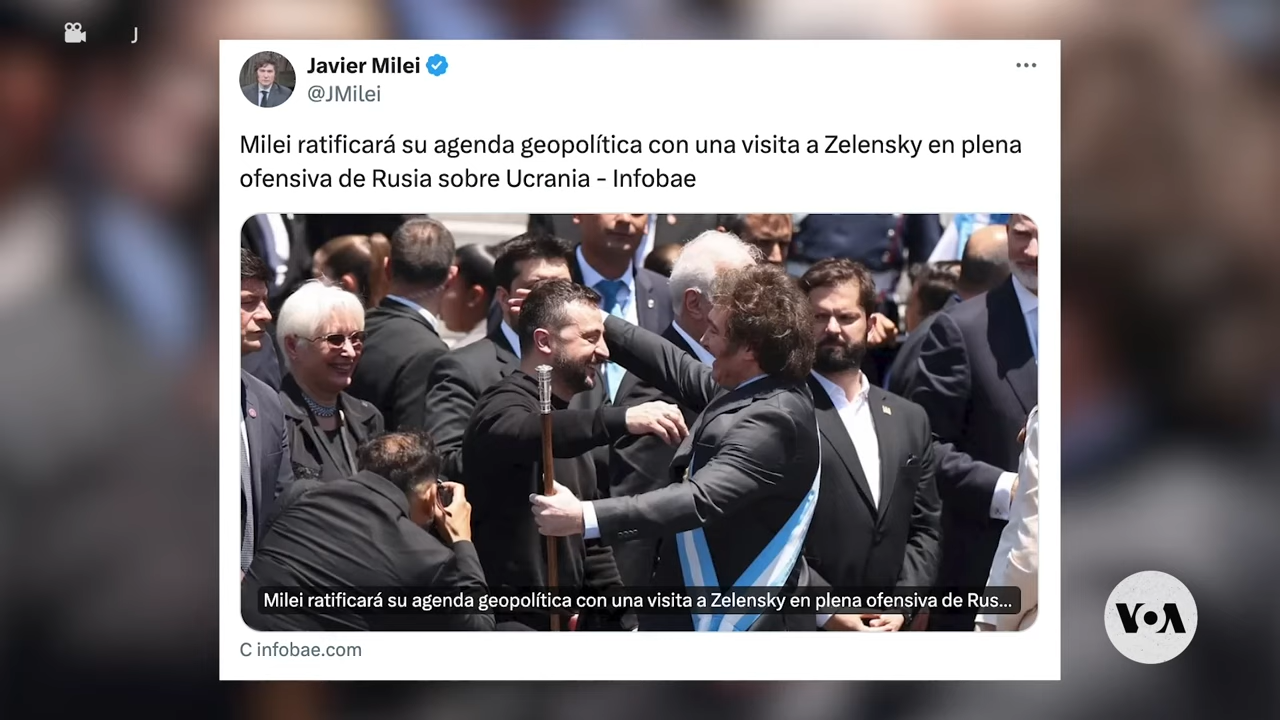 J
Javier Milei
@JMilei
Milei ratificará su agenda geopolítica con una visita a Zelensky en plena
ofensiva de Rusia sobre Ucrania - Infobae
Milei ratificará su agenda geopolítica con una visita a Zelensky en plena ofensiva de Rus...
C infobae.com
VOA